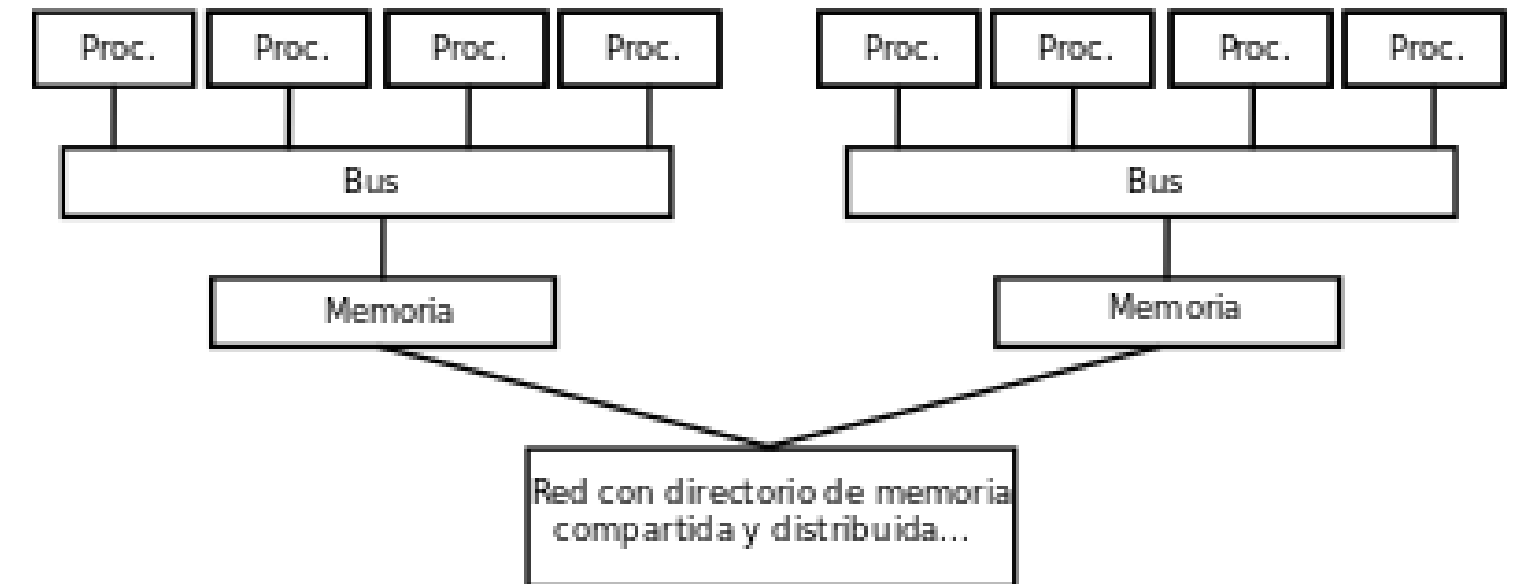 Proc.
Proc.
Proc.
Proc.
Proc.
Proc.
Proc.
Proc.
Bus
Bus
Memoria
Memoria
Red con directorio de memoria
compartida y distribuida...